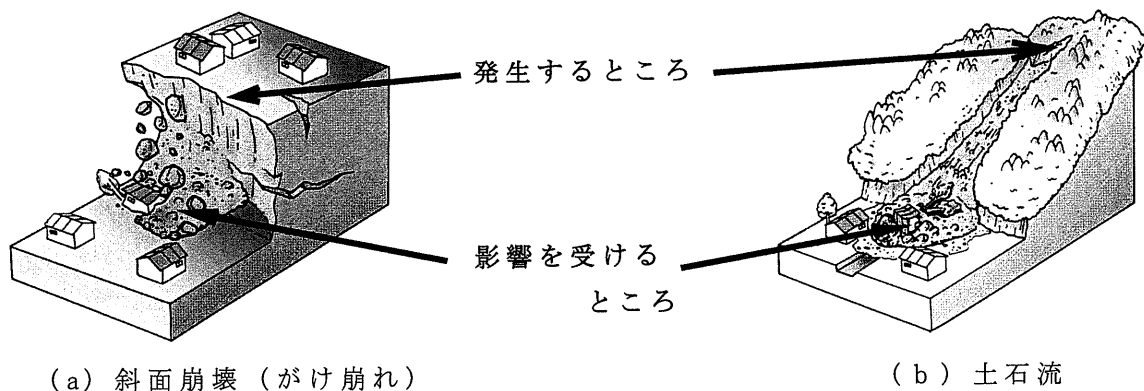 発生するところ
影響を受ける
ところ
(a) 斜面崩壊 (がけ崩れ)
(b) 土石流